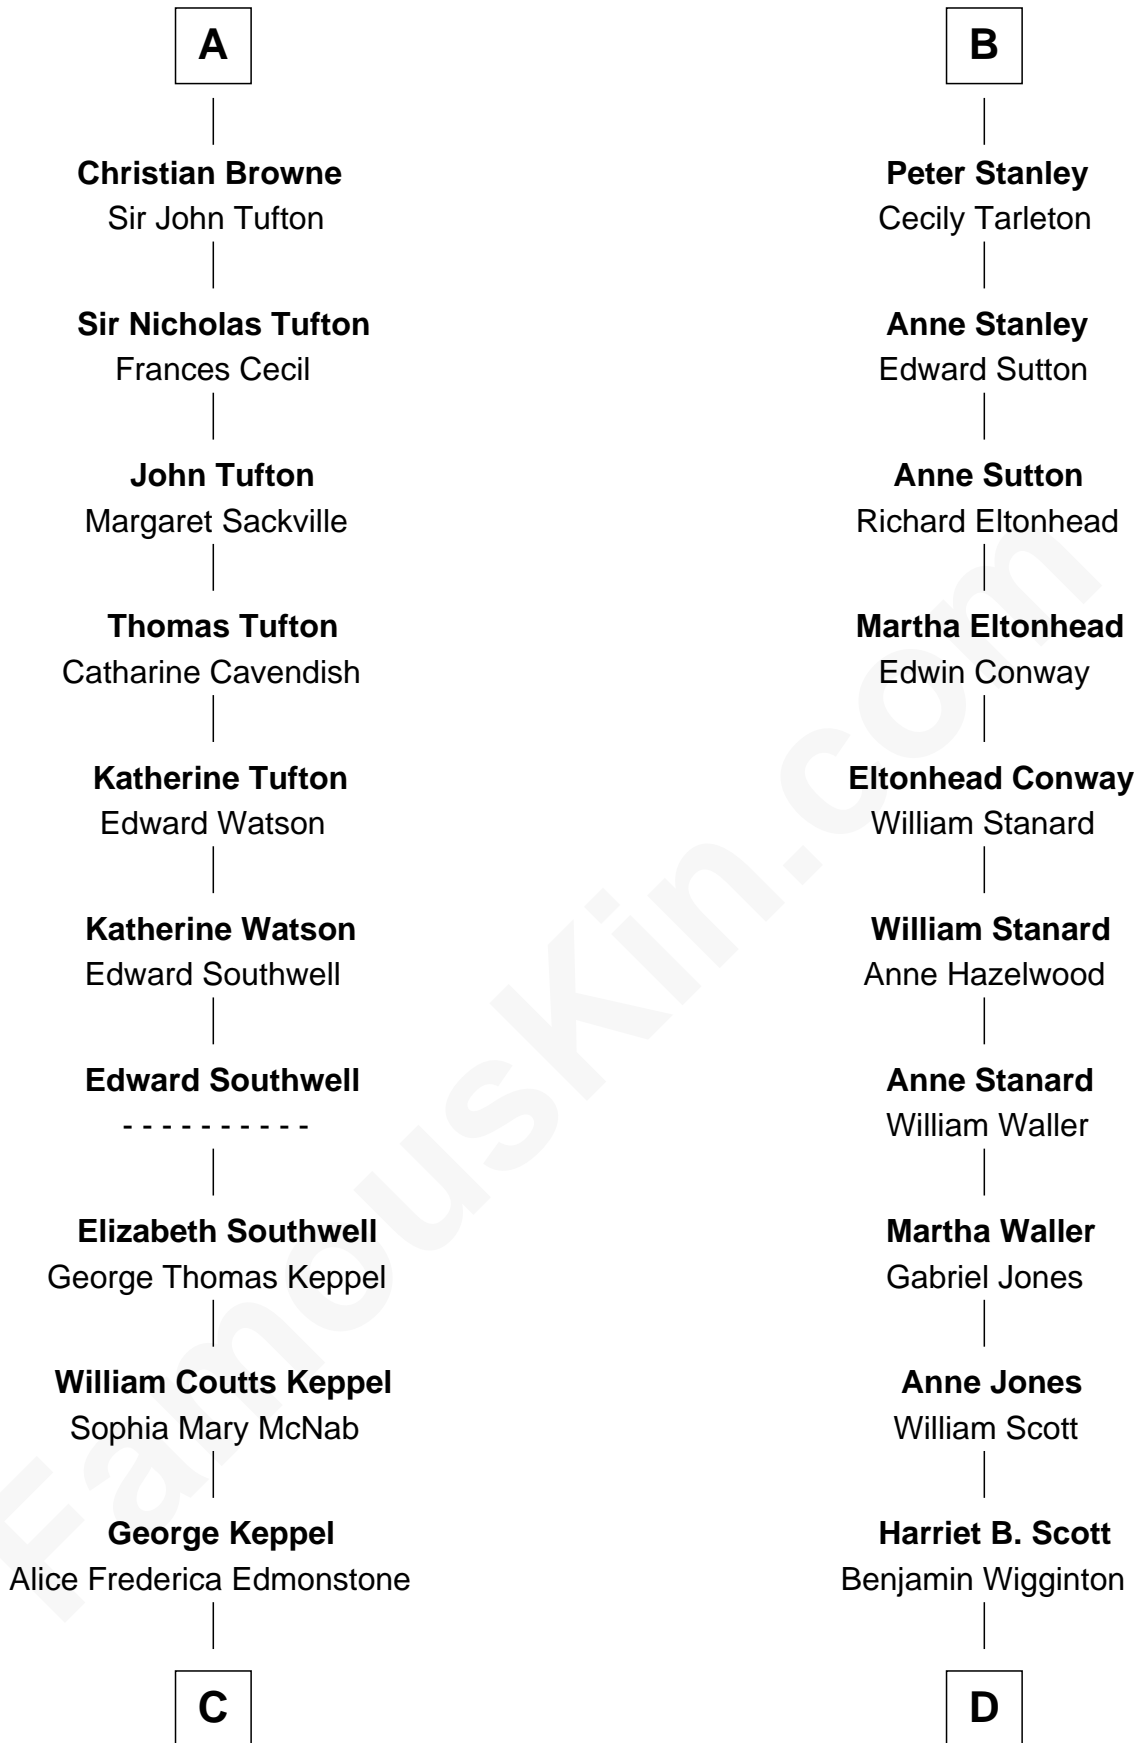 A
Christian Browne
Sir John Tufton
Sir Nicholas Tufton
Frances Cecil
John Tufton
Margaret Sackville
Thomas Tufton
Catharine Cavendish
Katherine Tufton
Edward Watson
Katherine Watson
Edward Southwell
Edward Southwell
- - - - - - - - - -
Elizabeth Southwell
George Thomas Keppel
William Coutts Keppel
Sophia Mary McNab
George Keppel
Alice Frederica Edmonstone
C
B
Peter Stanley
Cecily Tarleton
Anne Stanley
Edward Sutton
Anne Sutton
Richard Eltonhead
Martha Eltonhead
Edwin Conway
Eltonhead Conway
William Stanard
William Stanard
Anne Hazelwood
Anne Stanard
William Waller
Martha Waller
Gabriel Jones
Anne Jones
William Scott
Harriet B. Scott
Benjamin Wigginton
D
FamousKin.com